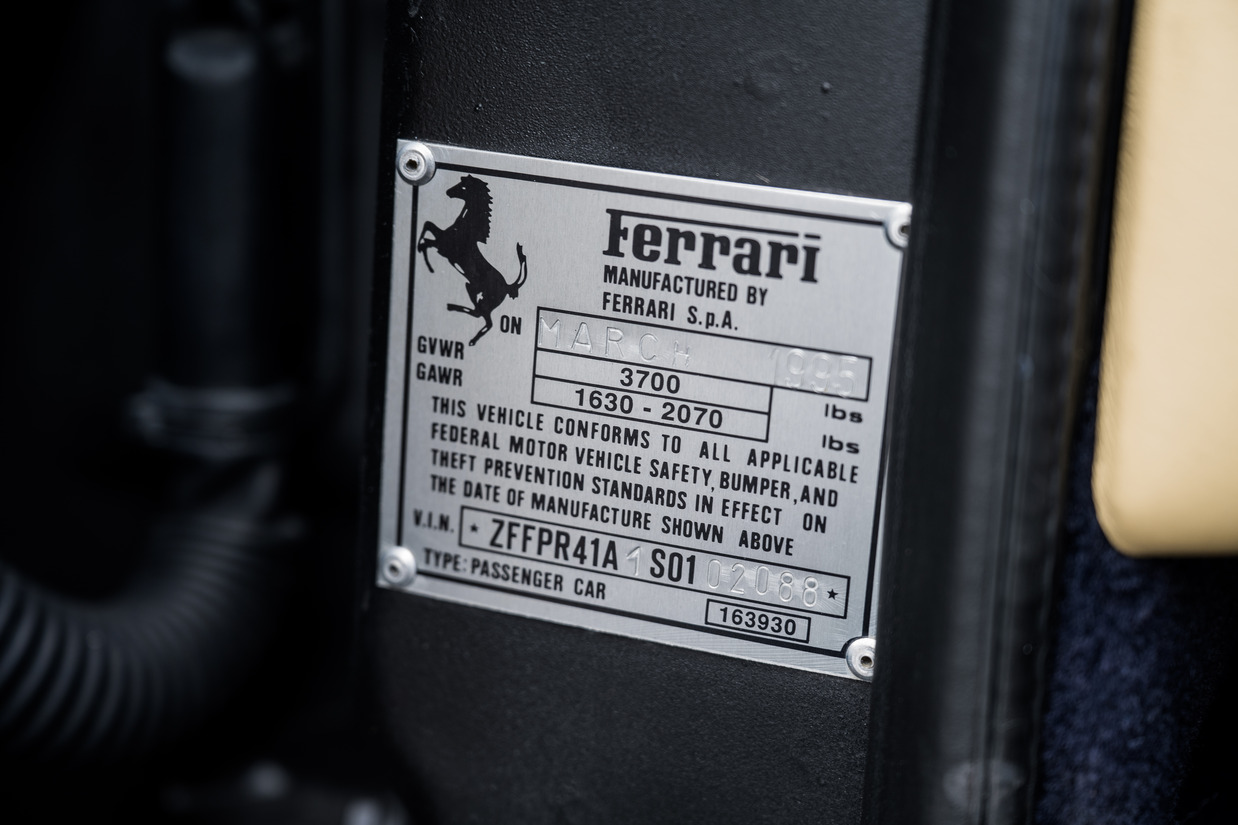 Ferrari
MANUFACTURED BY
FERRARI S.p.A.
ON MARCH 1995
GVWR 3700 lbs
GAWR 1630 - 2070 lbs
THIS VEHICLE CONFORMS TO ALL APPLICABLE
FEDERAL MOTOR VEHICLE SAFETY, BUMPER, AND
THEFT PREVENTION STANDARDS IN EFFECT ON
THE DATE OF MANUFACTURE SHOWN ABOVE
V.I.N. ★ ZFFPR41A1S0102088 ★
TYPE: PASSENGER CAR
163930